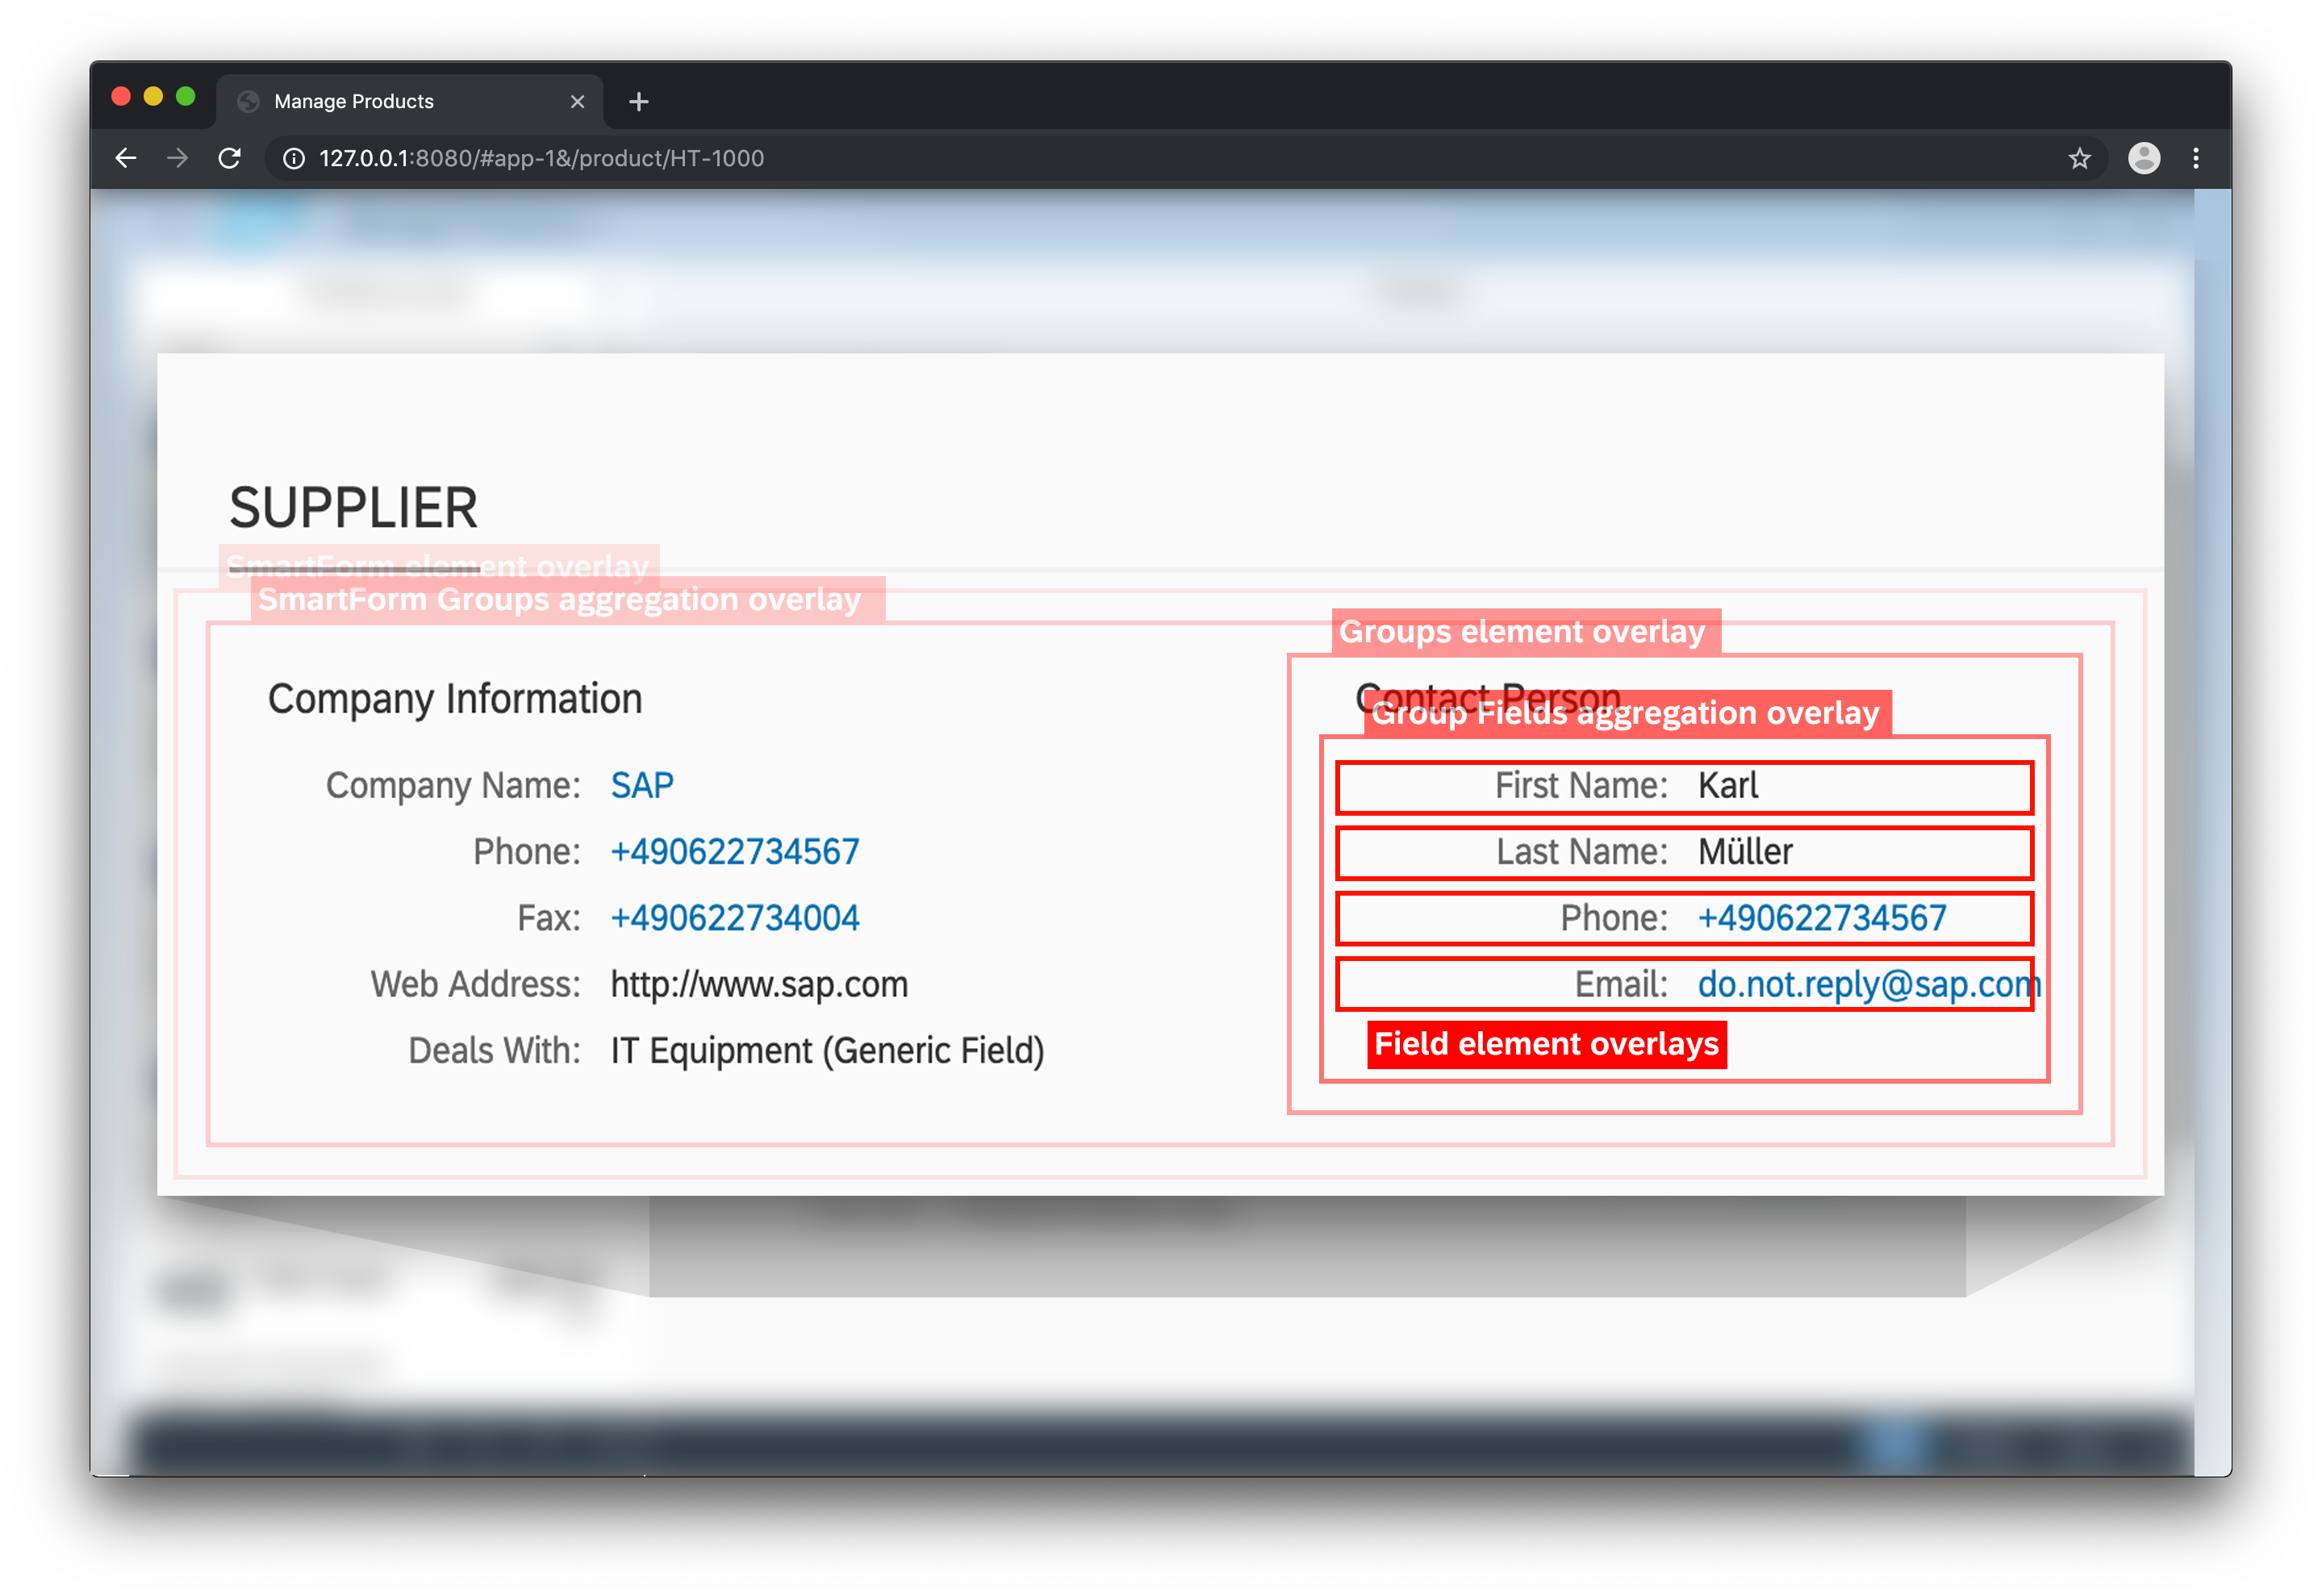 Manage Products
127.0.0.1:8080/#app-1&/product/HT-1000
SUPPLIER
SmartForm element overlay
SmartForm Groups aggregation overlay
Company Information
Company Name: SAP
Phone: +490622734567
Fax: +490622734004
Web Address: http://www.sap.com
Deals With: IT Equipment (Generic Field)
Groups element overlay
Contact Person
Group Fields aggregation overlay
First Name: Karl
Last Name: Müller
Phone: +490622734567
Email: do.not.reply@sap.com
Field element overlays